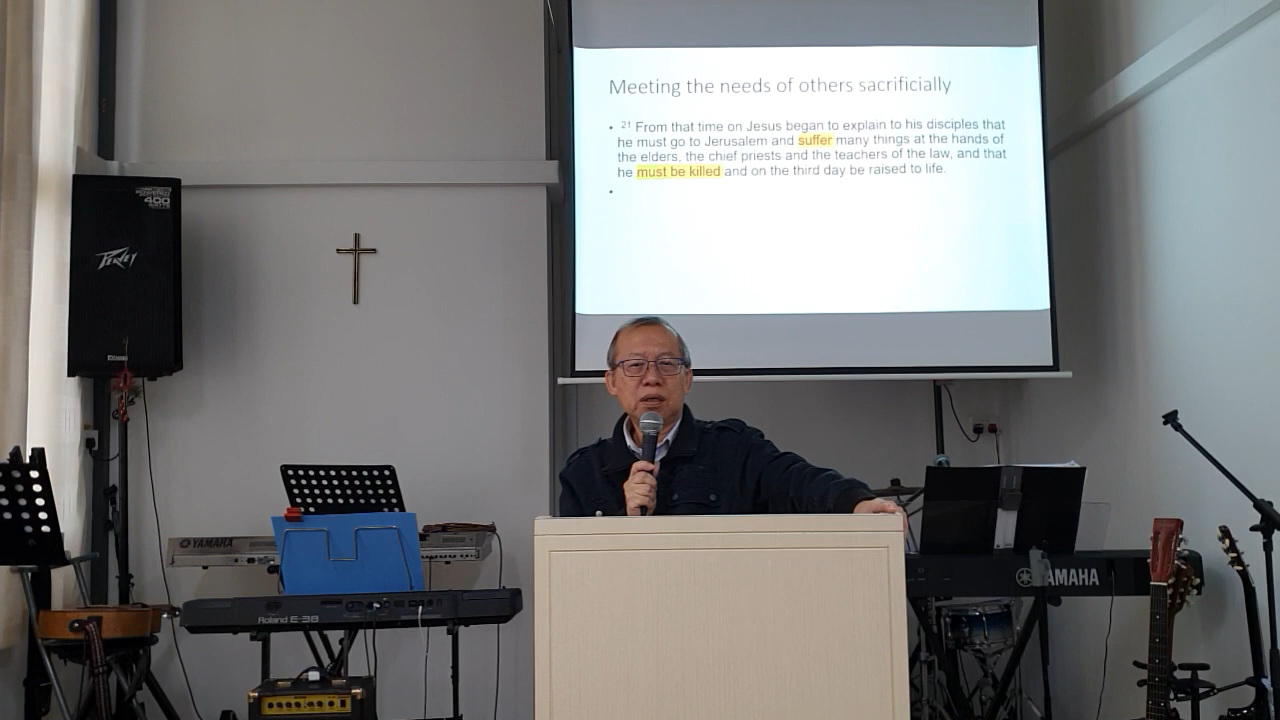 Meeting the needs of others sacrificially
• 21 From that time on Jesus began to explain to his disciples that
he must go to Jerusalem and suffer many things at the hands of
the elders, the chief priests and the teachers of the law, and that
he must be killed and on the third day be raised to life.
•
400
PEAVEY
YAMAHA
Roland E-38
YAMAHA